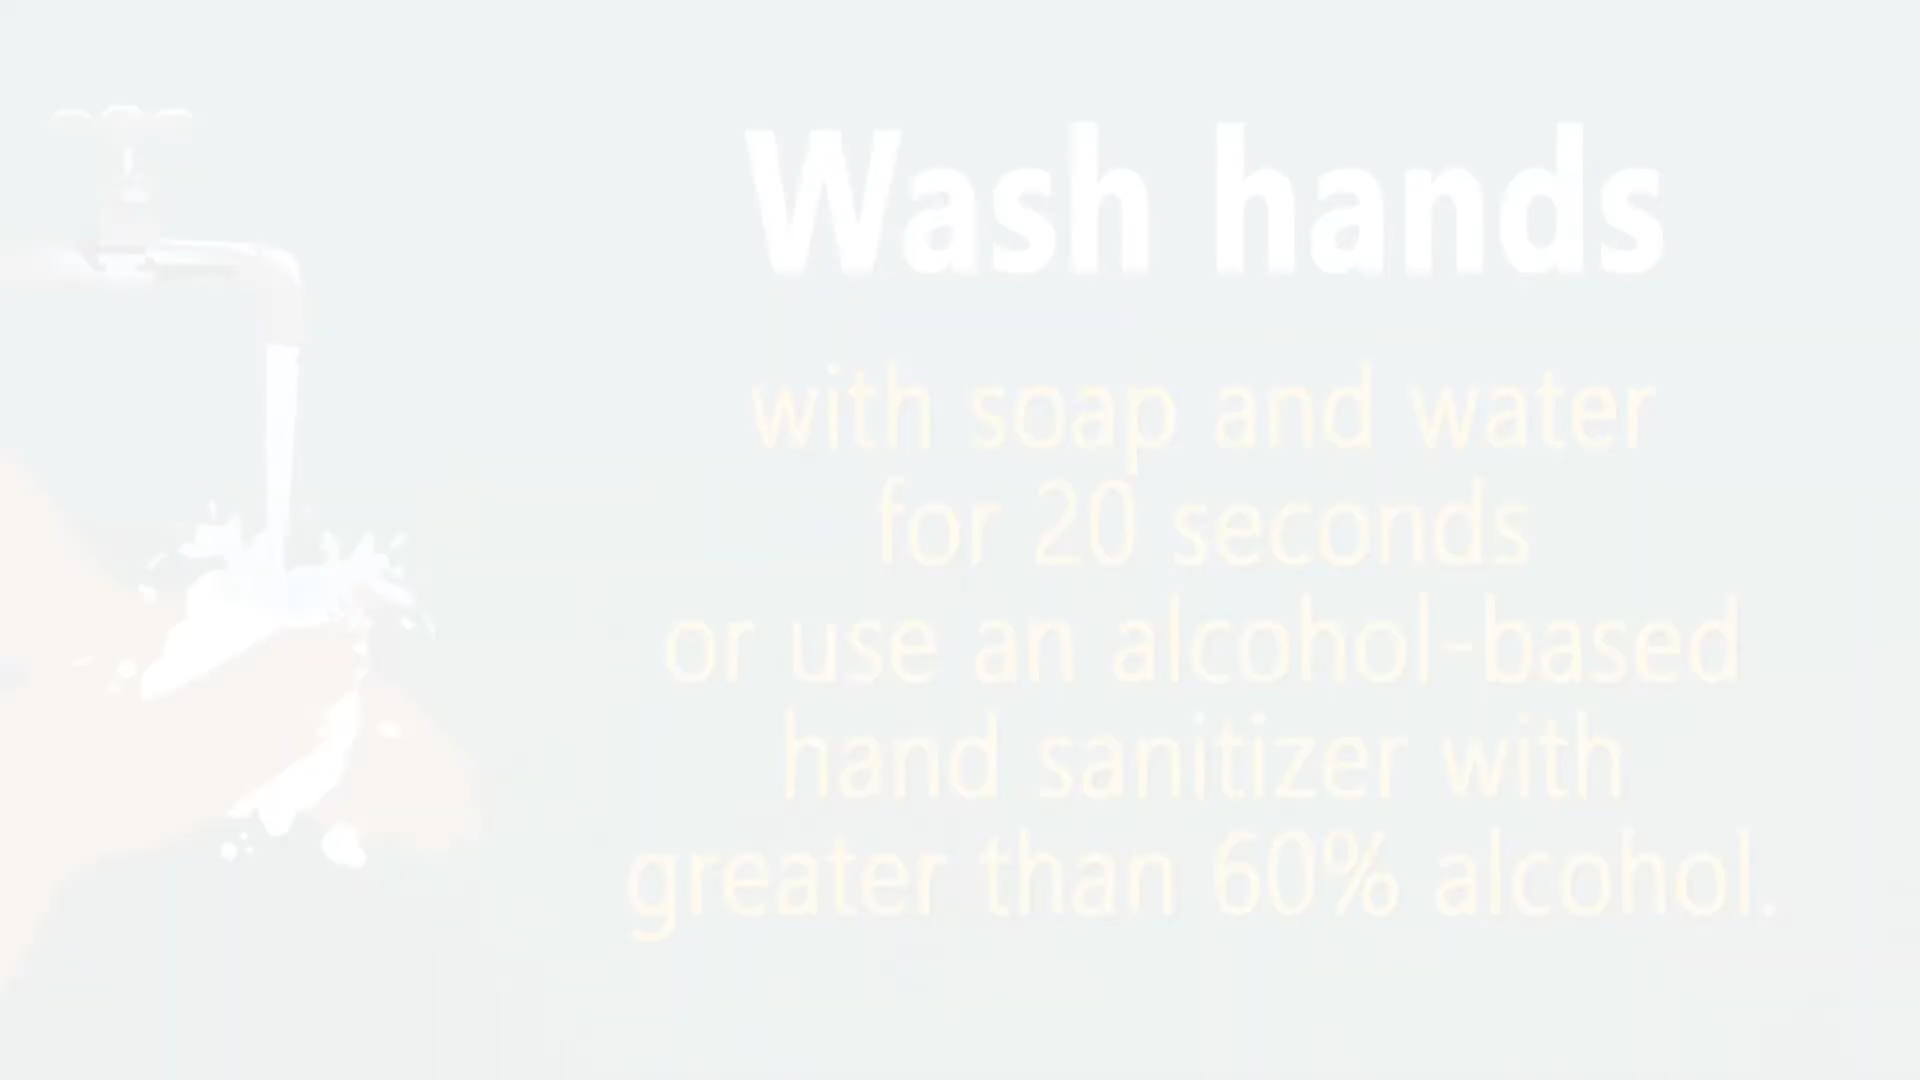 Wash hands
with soap and water
for 20 seconds
or use an alcohol-based
hand sanitizer with
greater than 60% alcohol.